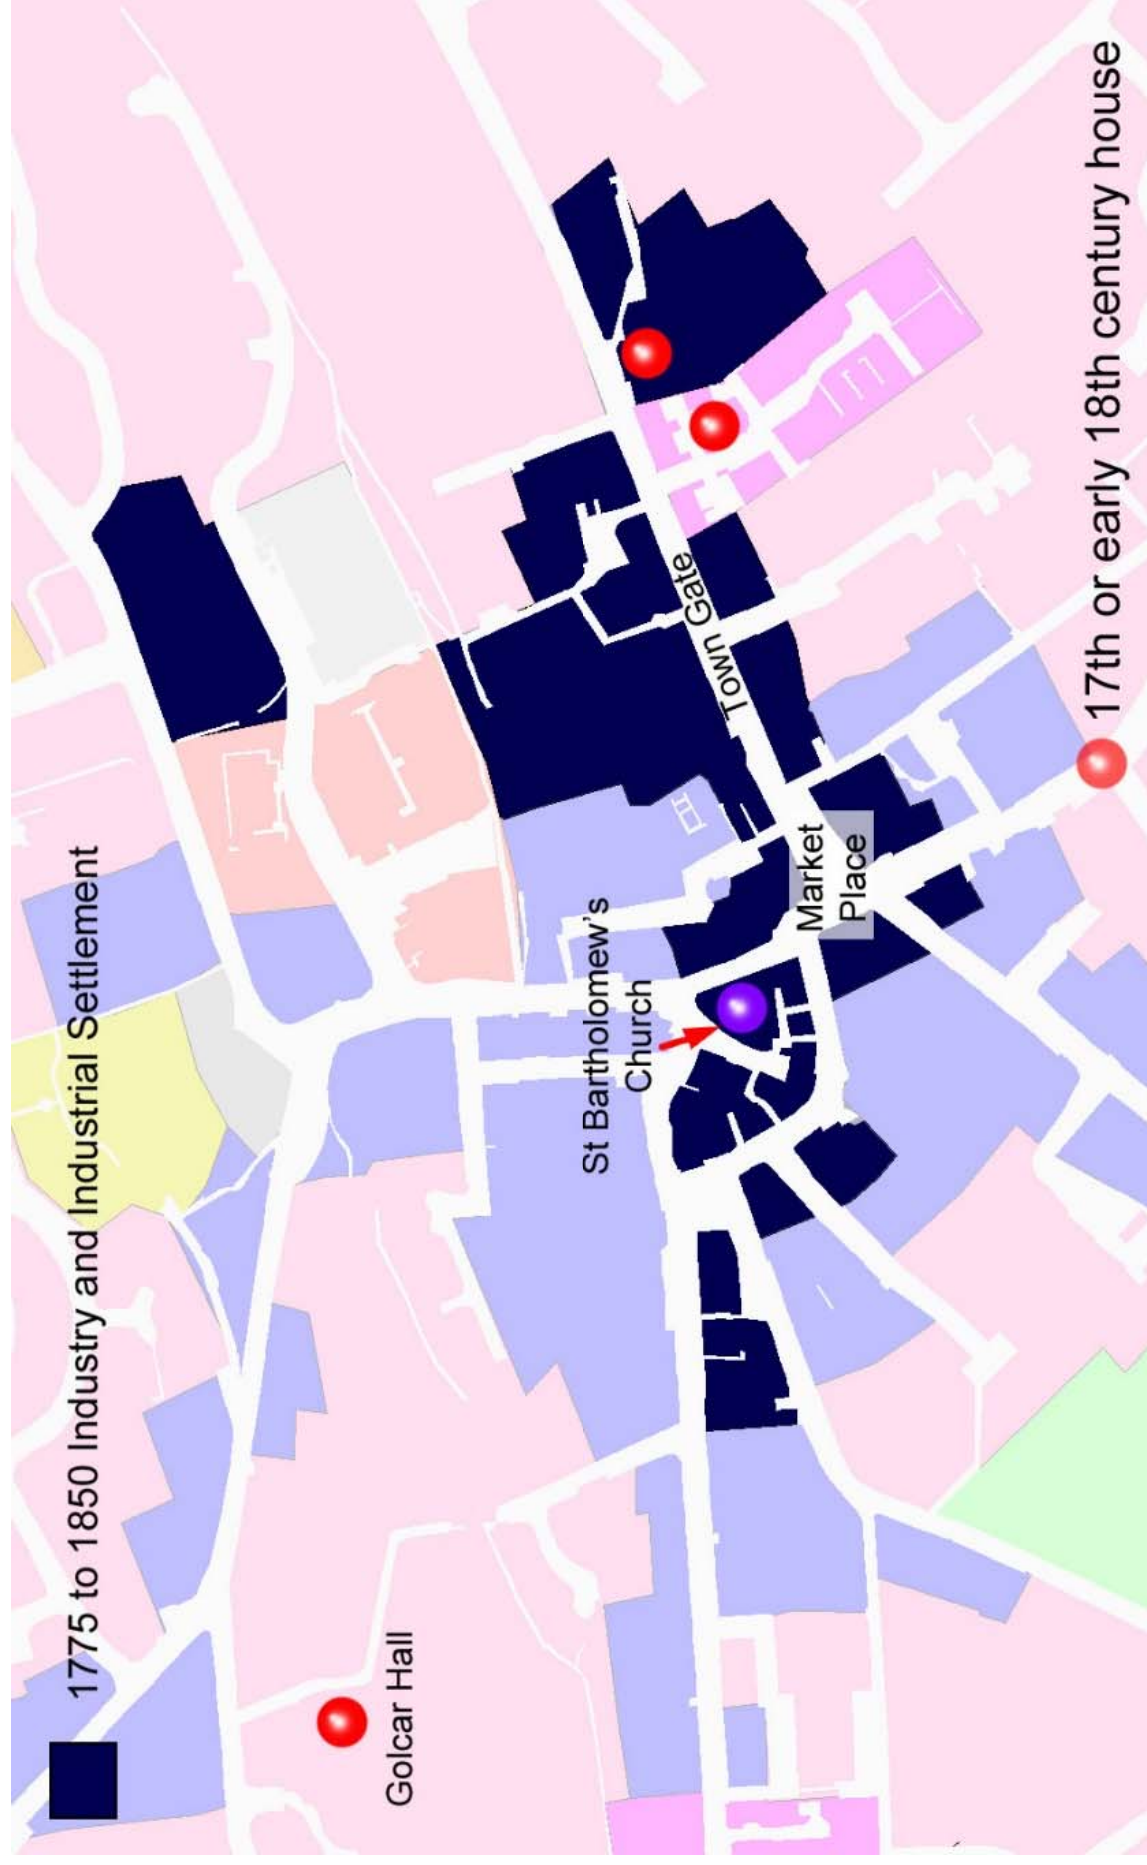 1775 to 1850 Industry and Industrial Settlement
Golcar Hall
St Bartholomew's
Church
Town Gate
Market
Place
17th or early 18th century house